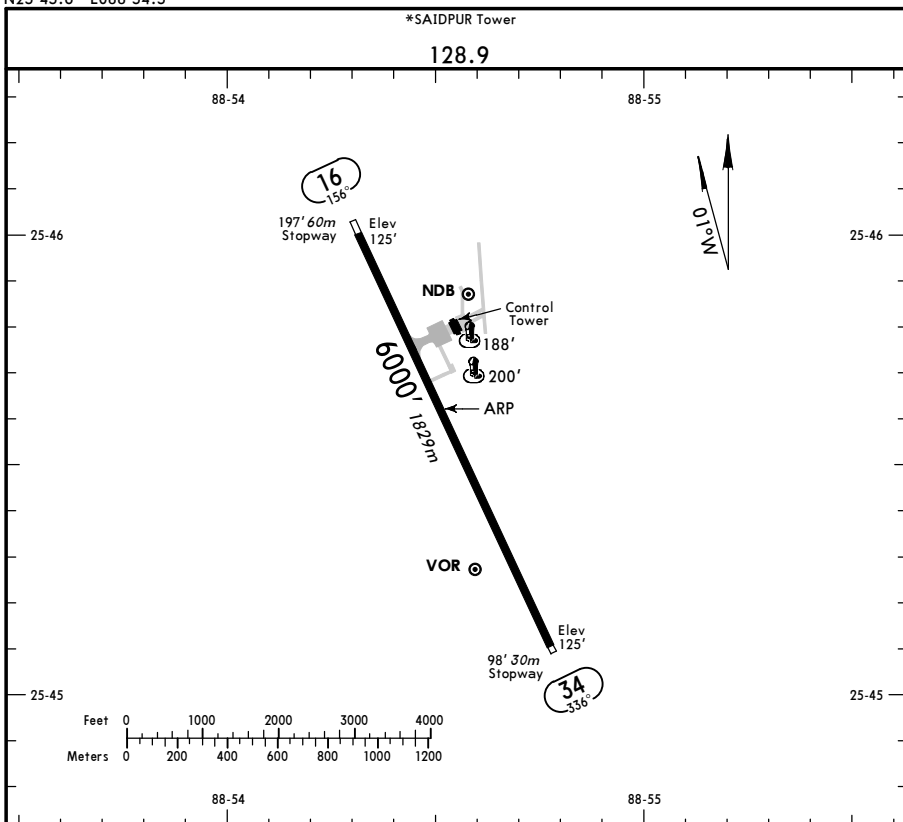 *SAIDPUR Tower
128.9
88-54 88-55
16
156°
197' 60m
Stopway
Elev
125'
01°W
25-46 25-46
NDB
Control
Tower
188'
200'
6000' 1829m
ARP
VOR
Elev
125'
98' 30m
Stopway
34
336°
25-45 25-45
Feet 0 1000 2000 3000 4000
Meters 0 200 400 600 800 1000 1200
88-54 88-55